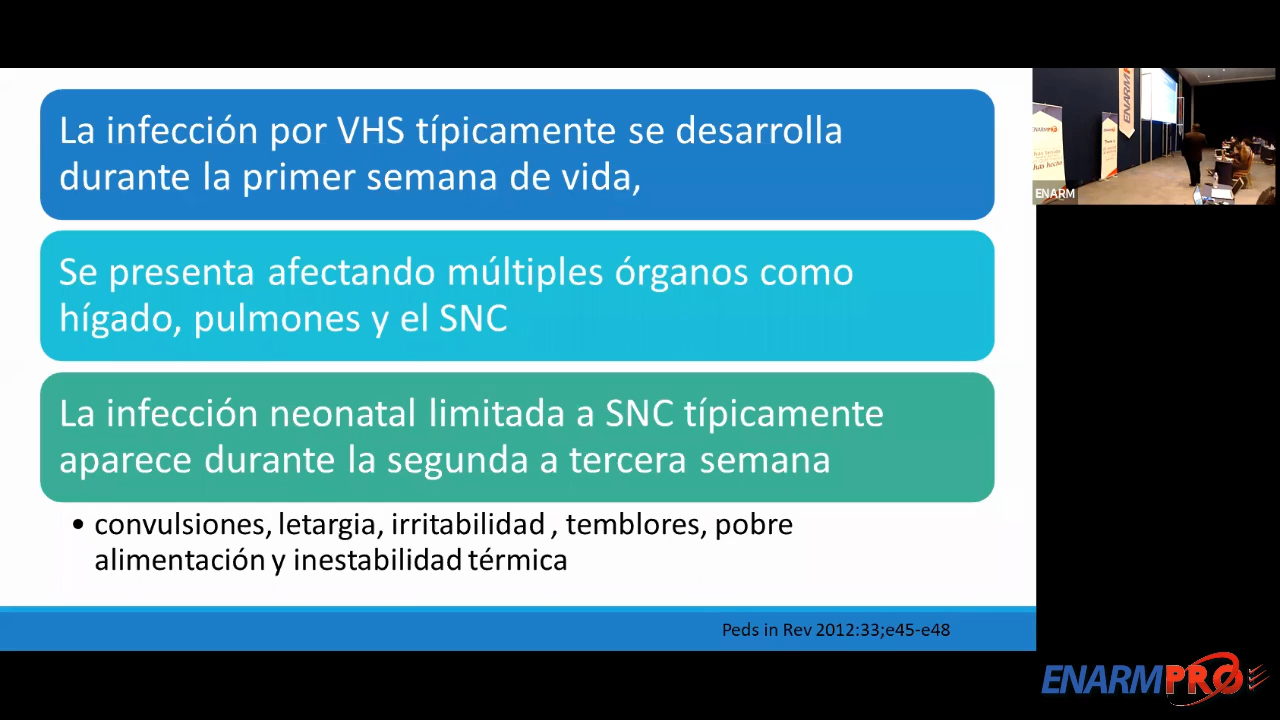 La infección por VHS típicamente se desarrolla
durante la primer semana de vida,
Se presenta afectando múltiples órganos como
hígado, pulmones y el SNC
La infección neonatal limitada a SNC típicamente
aparece durante la segunda a tercera semana
• convulsiones, letargia, irritabilidad , temblores, pobre
alimentación y inestabilidad térmica
Peds in Rev 2012:33;e45-e48
ENARM
ENARMPRO
ENARMPRO